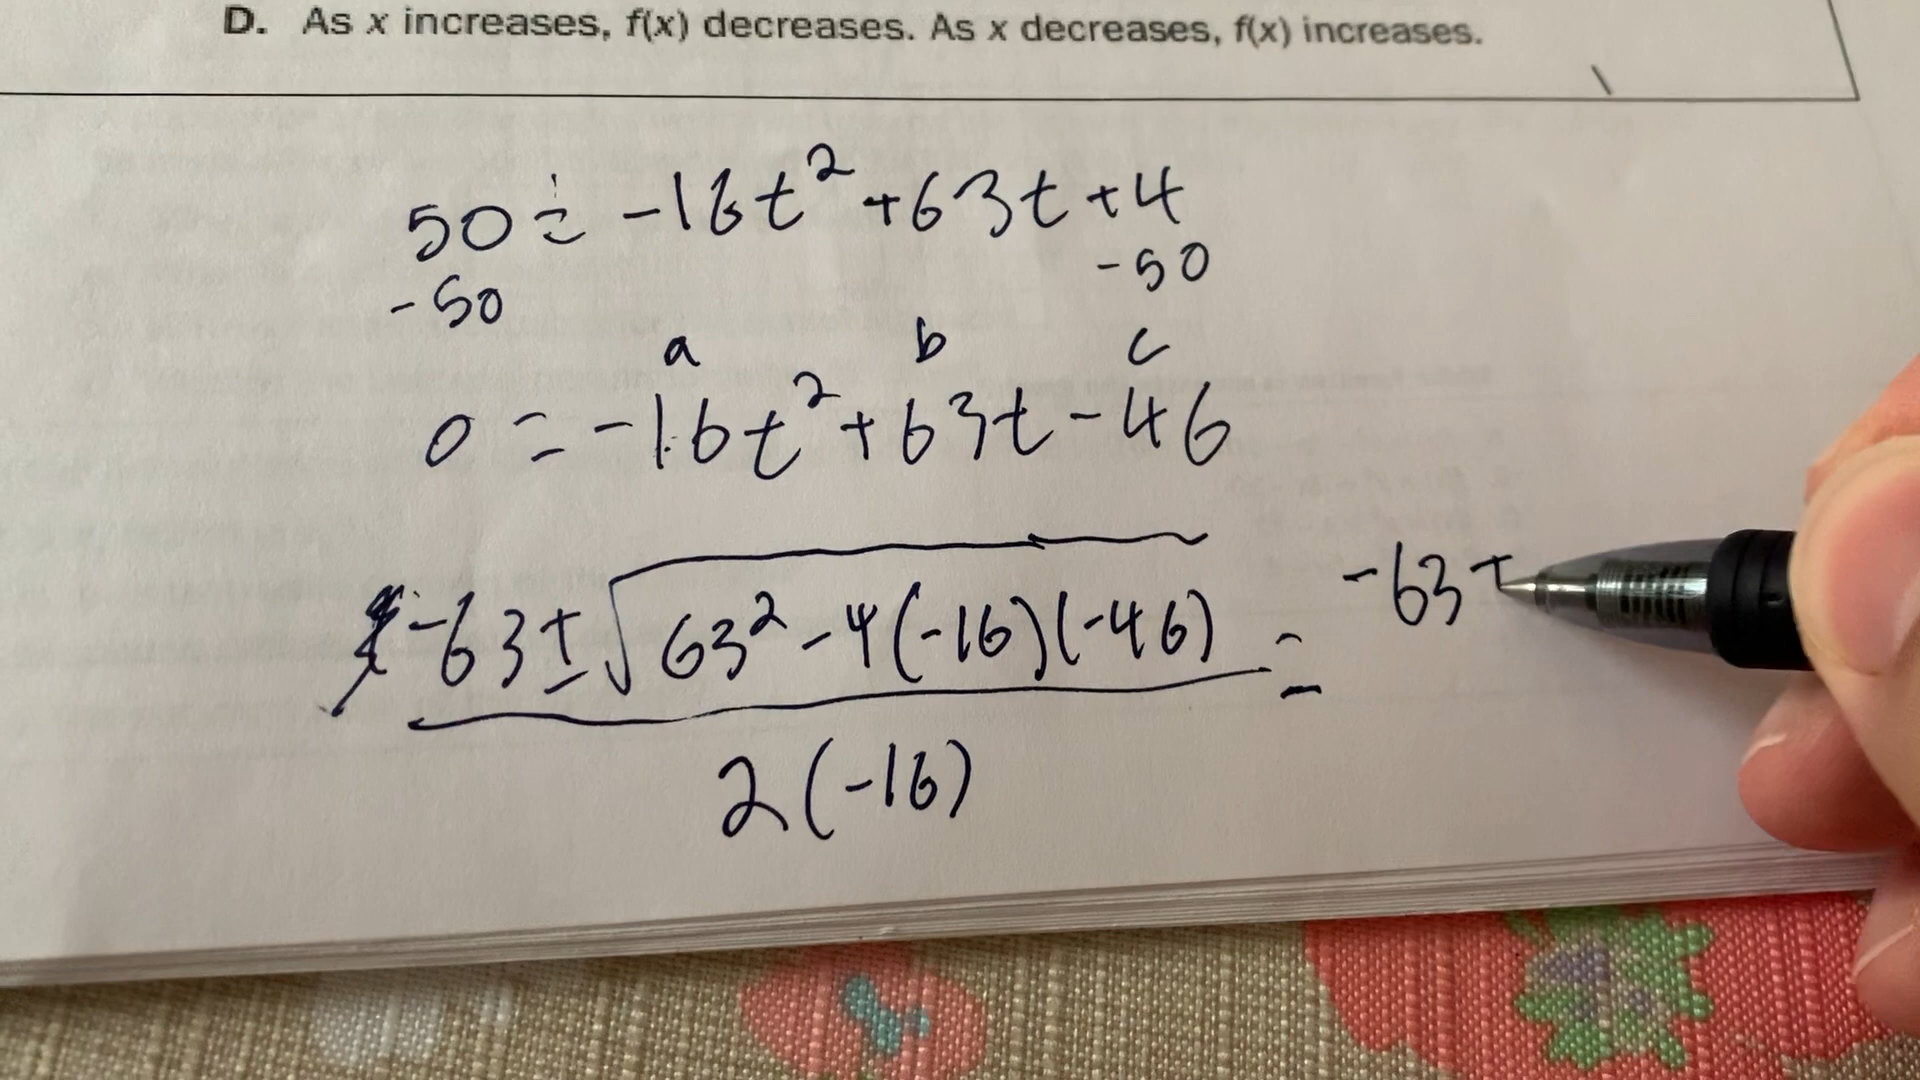 D. As x increases, f(x) decreases. As x decreases, f(x) increases.
50 = -16t² +63t +4
-50 -50
a b c
0 = -16t² + 63t - 46
-63 ± √63² - 4(-16)(-46) = -63 +
2(-16)